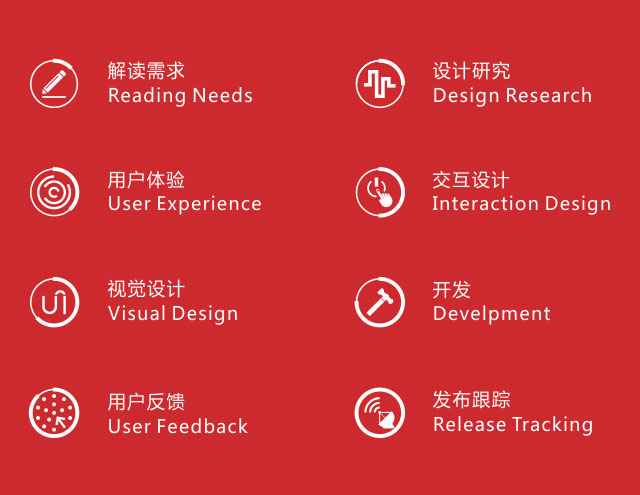 解读需求
Reading Needs
设计研究
Design Research
用户体验
User Experience
交互设计
Interaction Design
视觉设计
Visual Design
开发
Develpment
用户反馈
User Feedback
发布跟踪
Release Tracking